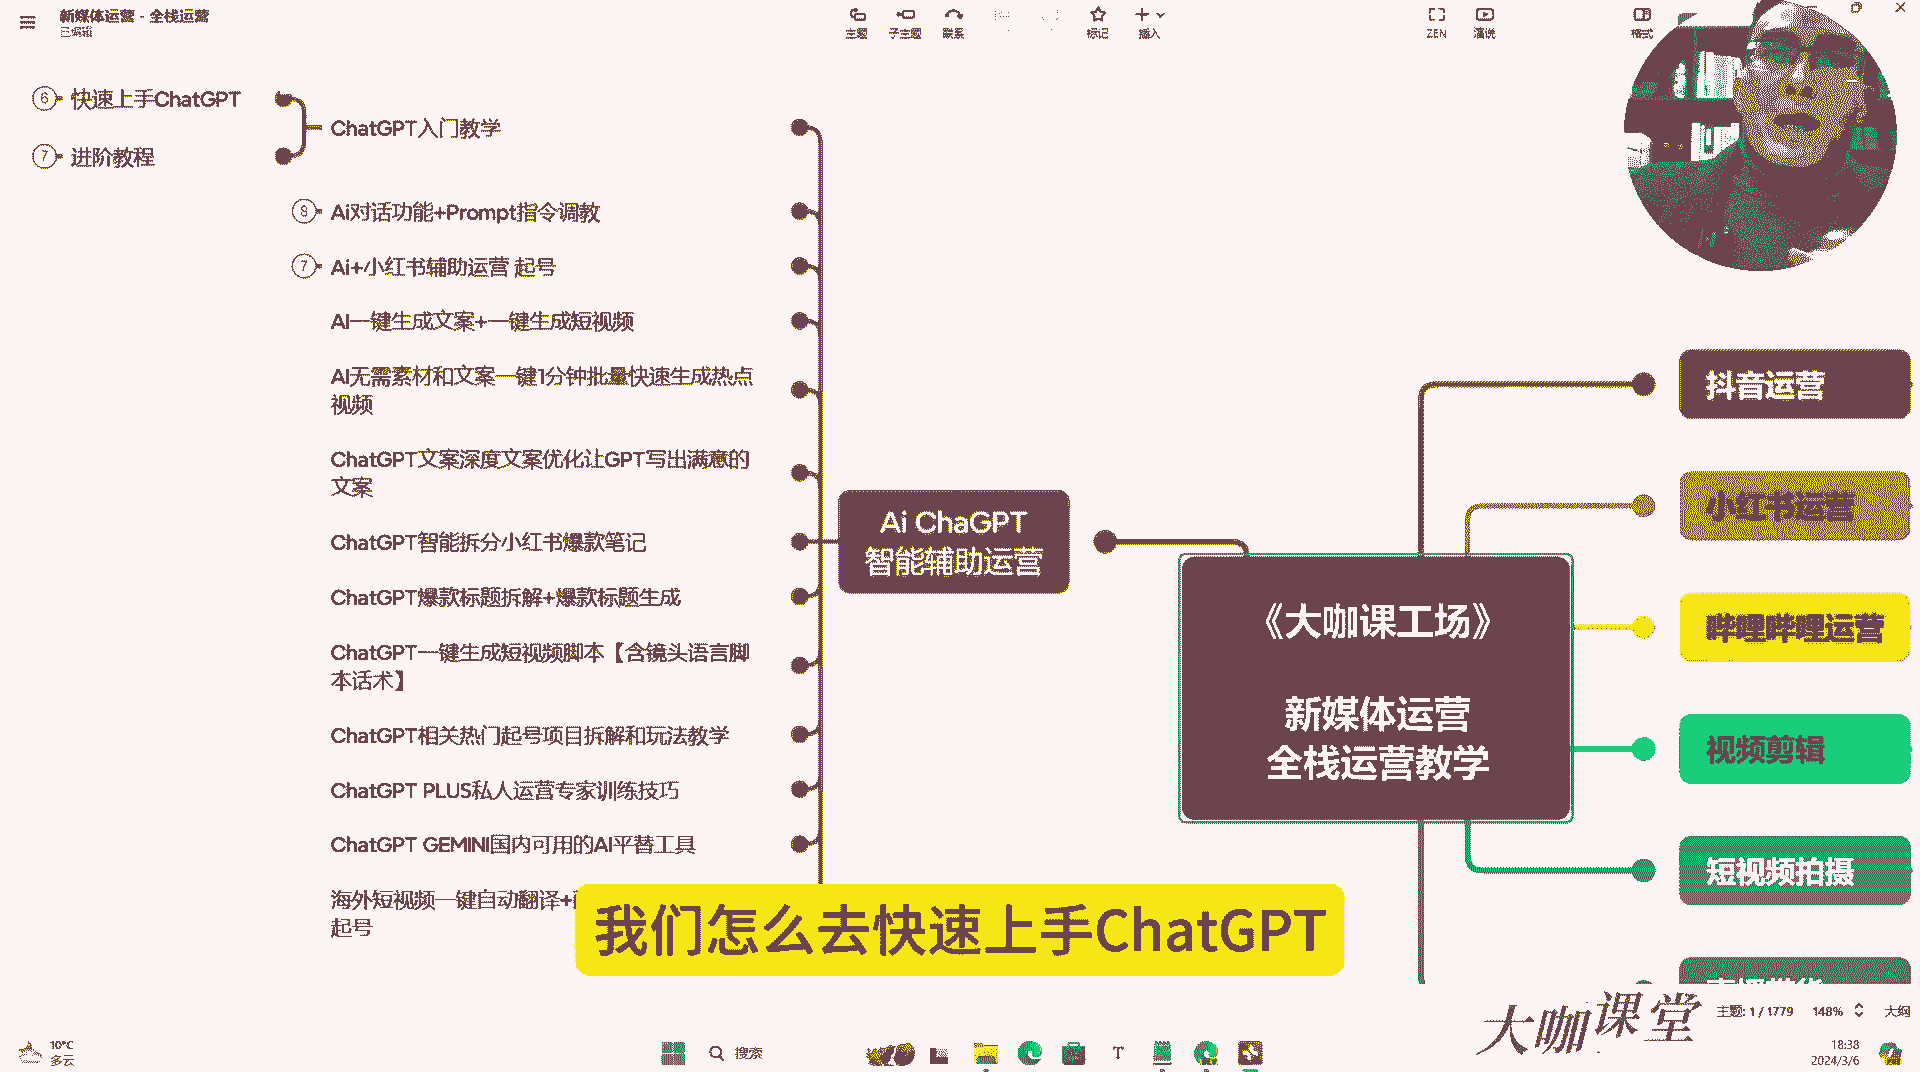 新媒体运营 - 全栈运营
已编辑
主题
子主题
联系
标记
插入
ZEN
演说
格式
6 快速上手ChatGPT
7 进阶教程
ChatGPT入门教学
8 Ai对话功能+Prompt指令调教
7 Ai+小红书辅助运营 起号
AI一键生成文案+一键生成短视频
AI无需素材和文案一键1分钟批量快速生成热点
视频
ChatGPT文案深度文案优化让GPT写出满意的
文案
ChatGPT智能拆分小红书爆款笔记
ChatGPT爆款标题拆解+爆款标题生成
ChatGPT一键生成短视频脚本【含镜头语言脚
本话术】
ChatGPT相关热门起号项目拆解和玩法教学
ChatGPT PLUS私人运营专家训练技巧
ChatGPT GEMINI国内可用的AI平替工具
海外短视频一键自动翻译+
起号
Ai ChaGPT
智能辅助运营
《大咖课工场》
新媒体运营
全栈运营教学
抖音运营
小红书运营
哔哩哔哩运营
视频剪辑
短视频拍摄
我们怎么去快速上手ChatGPT
大咖课堂
主题: 1 / 1779
148%
大纲
10°C
多云
搜索
18:38
2024/3/6